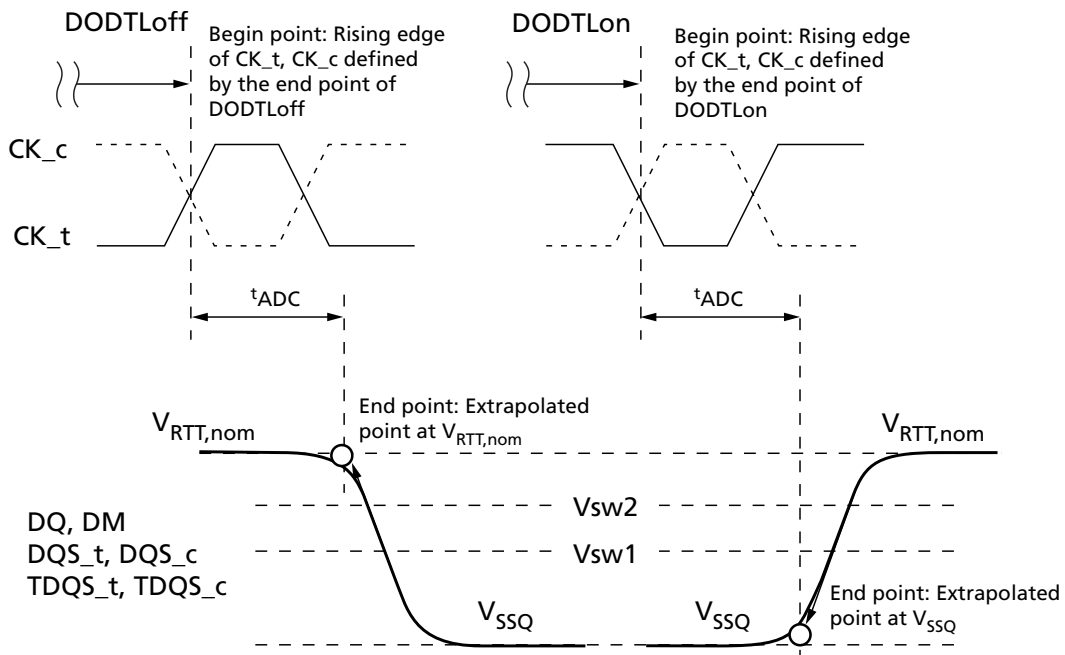 DODTLoff
Begin point: Rising edge
of CK_t, CK_c defined
by the end point of
DODTLoff
DODTLon
Begin point: Rising edge
of CK_t, CK_c defined
by the end point of
DODTLon
CK_c
CK_t
tADC
tADC
VRTT,nom
End point: Extrapolated
point at VRTT,nom
VRTT,nom
Vsw2
Vsw1
DQ, DM
DQS_t, DQS_c
TDQS_t, TDQS_c
VSSQ
VSSQ
End point: Extrapolated
point at VSSQ